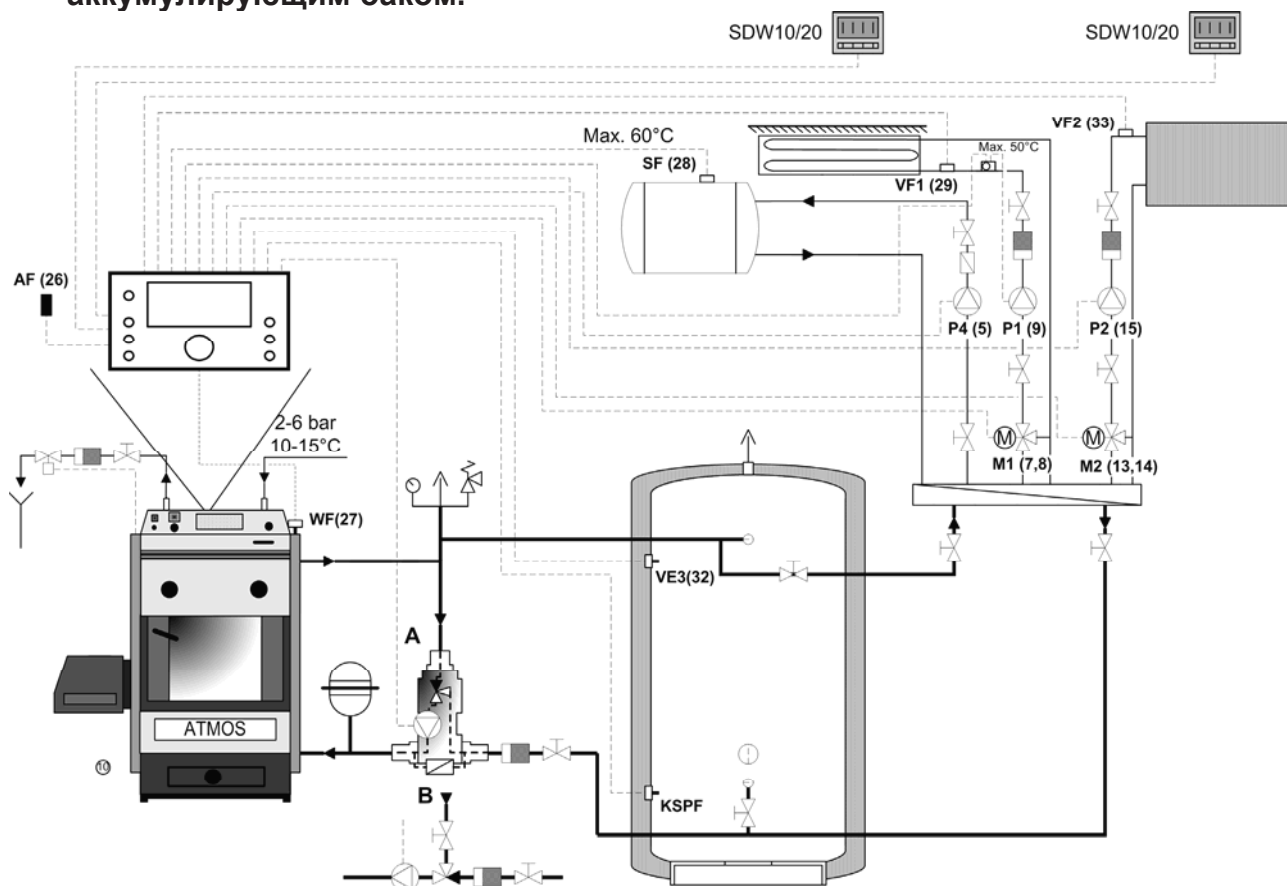 аккумулирующим баком.
SDW10/20
SDW10/20
VF2 (33)
Max. 60°C
SF (28)
Max. 50°C
VF1 (29)
AF (26)
P4 (5)
P1 (9)
P2 (15)
2-6 bar
10-15°C
M
M
M1 (7,8)
M2 (13,14)
WF(27)
VE3(32)
A
ATMOS
10
KSPF
B